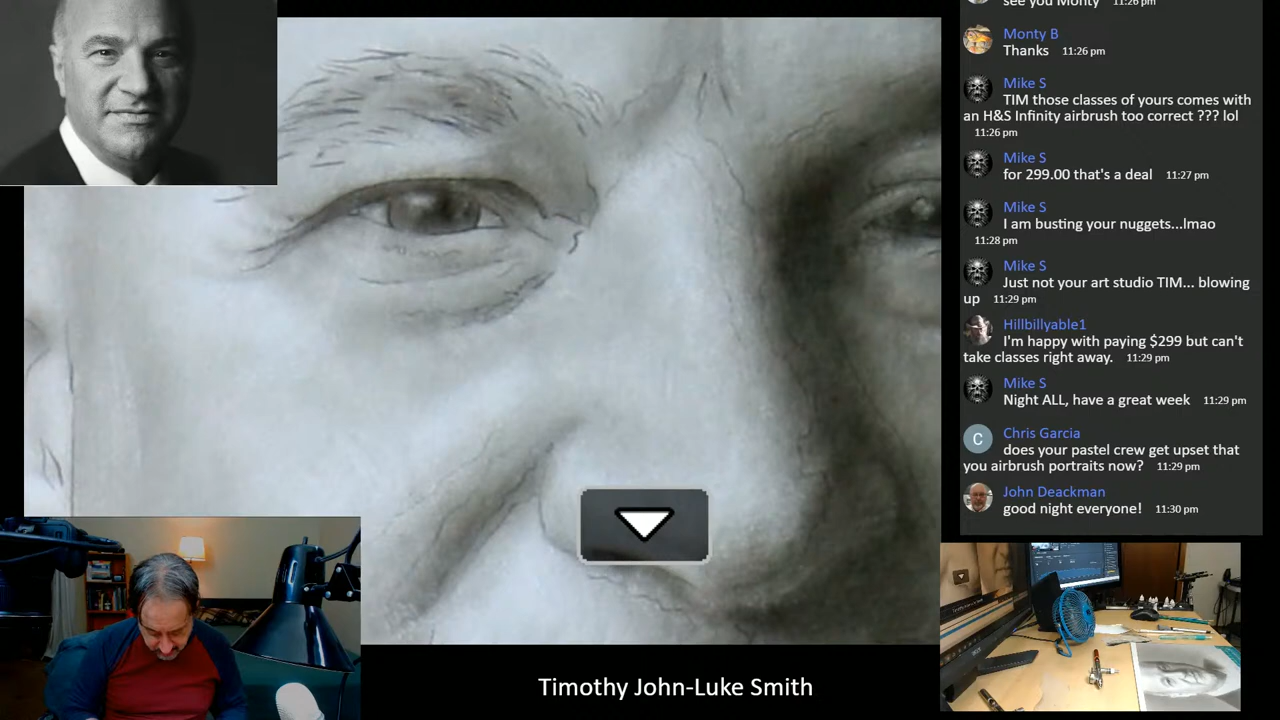 see you Monty 11:26 pm
Monty B
Thanks 11:26 pm
Mike S
TIM those classes of yours comes with
an H&S Infinity airbrush too correct ??? lol
11:26 pm
Mike S
for 299.00 that's a deal 11:27 pm
Mike S
I am busting your nuggets...lmao
11:28 pm
Mike S
Just not your art studio TIM... blowing
up 11:29 pm
Hillbillyable1
I'm happy with paying $299 but can't
take classes right away. 11:29 pm
Mike S
Night ALL, have a great week 11:29 pm
C
Chris Garcia
does your pastel crew get upset that
you airbrush portraits now? 11:29 pm
John Deackman
good night everyone! 11:30 pm
Timothy John-Luke Smith